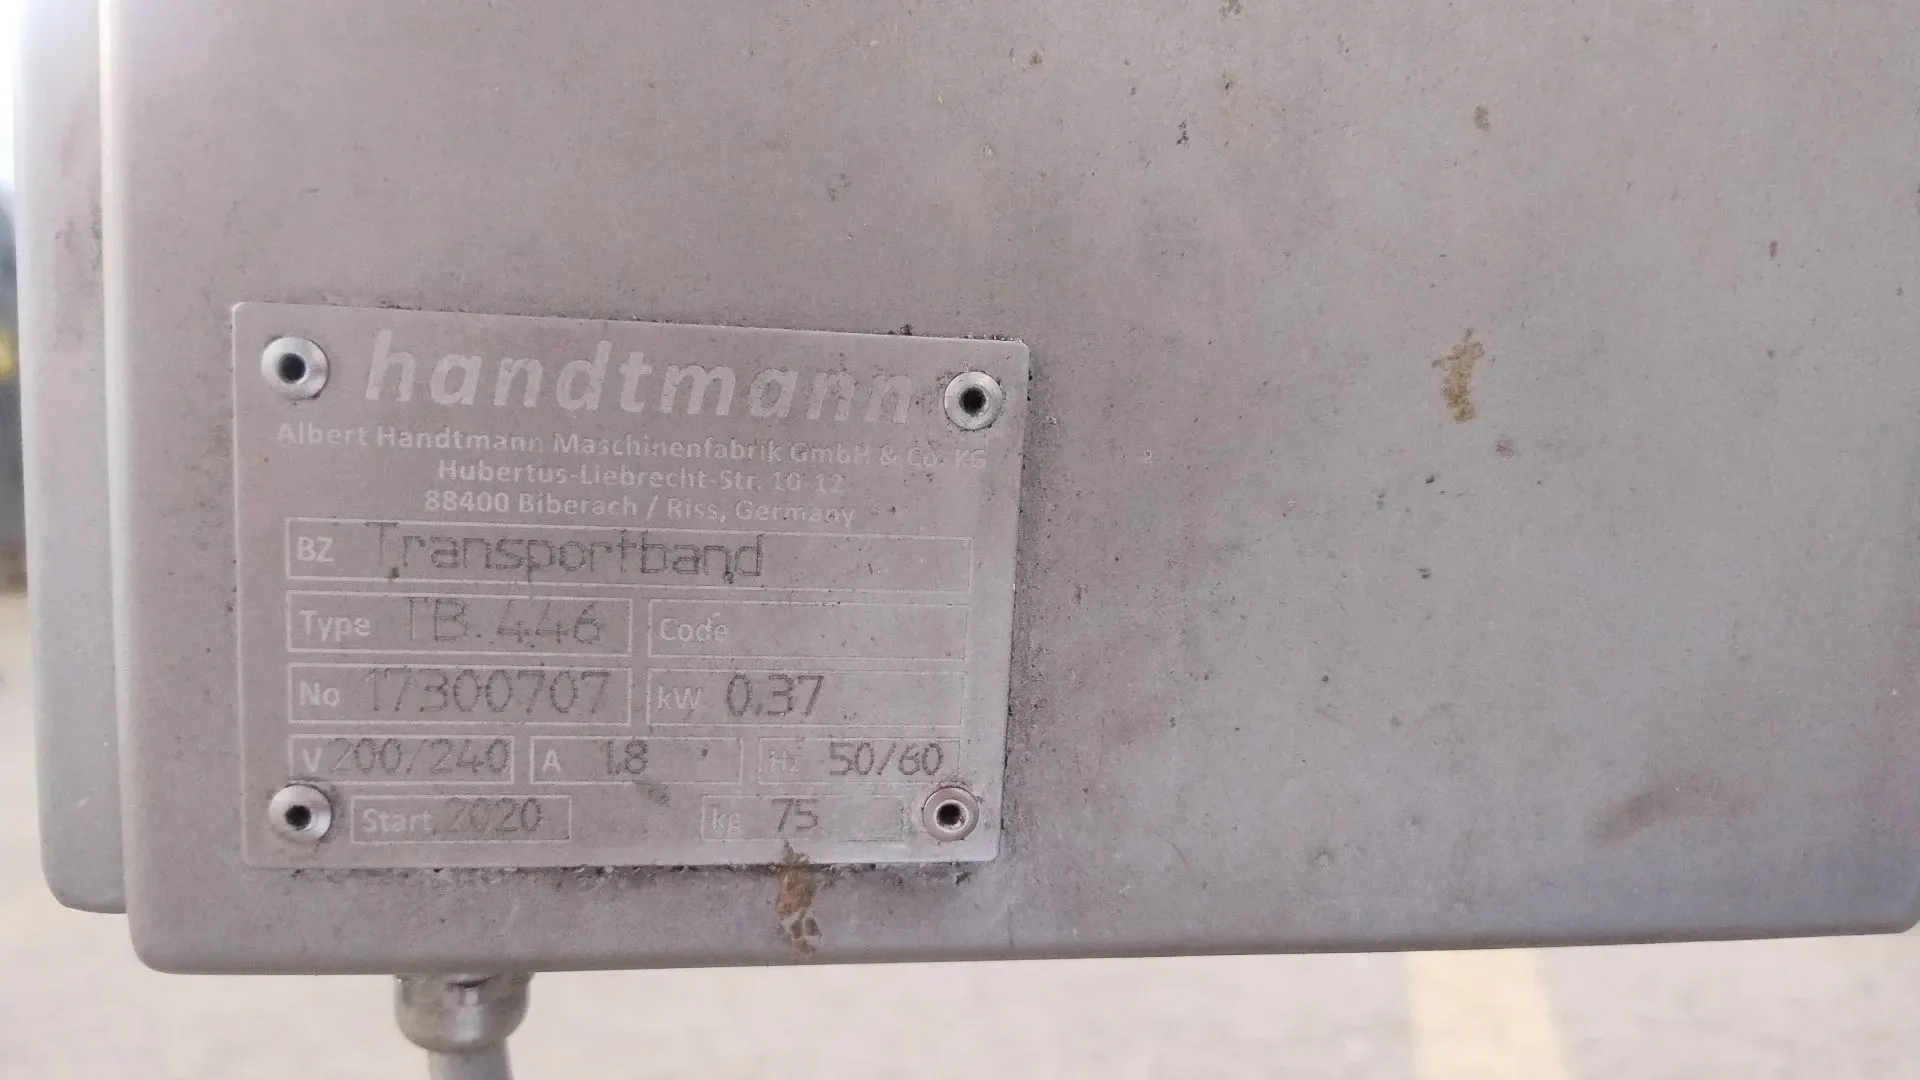 handtmann
Albert Handtmann Maschinenfabrik GmbH & Co. KG
Hubertus-Liebrecht-Str. 10-12
88400 Biberach / Riss, Germany
BZ Transportband
Type TB.446 Code
No 17300707 kW 0.37
V 200/240 A 1.8 Hz 50/60
Start 2020 kg 75